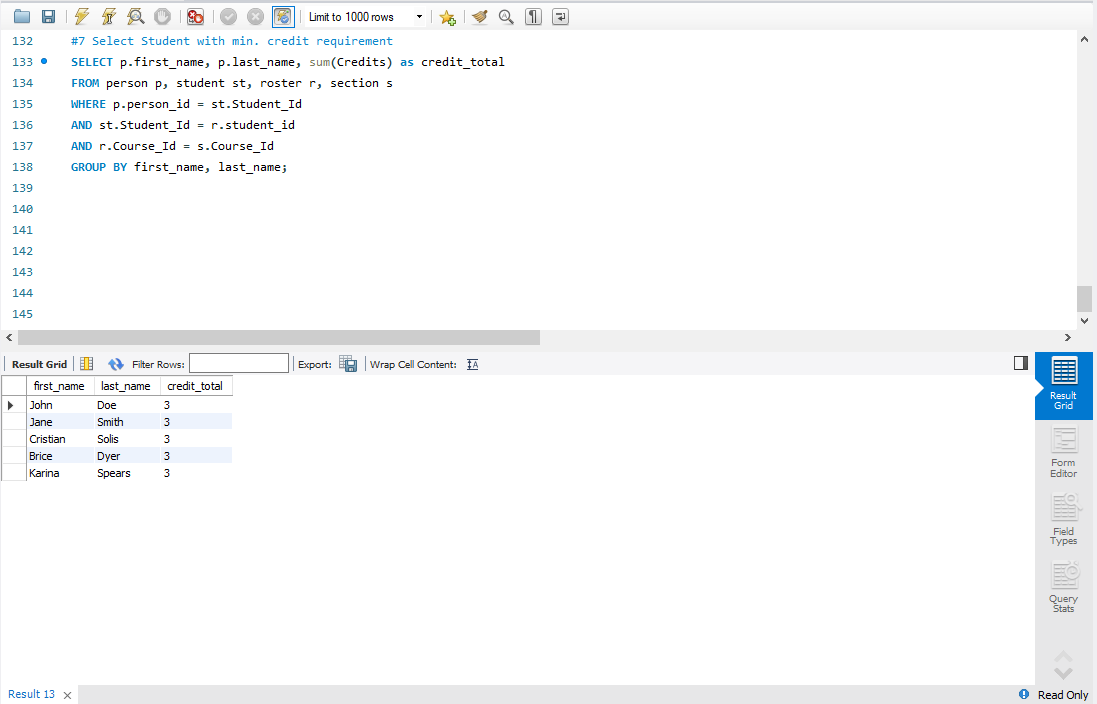 Limit to 1000 rows
132 #7 Select Student with min. credit requirement
133 SELECT p.first_name, p.last_name, sum(Credits) as credit_total
134 FROM person p, student st, roster r, section s
135 WHERE p.person_id = st.Student_Id
136 AND st.Student_Id = r.student_id
137 AND r.Course_Id = s.Course_Id
138 GROUP BY first_name, last_name;
139
140
141
142
143
144
145
Result Grid Filter Rows: Export: Wrap Cell Content: IA
first_name last_name credit_total
John Doe 3
Jane Smith 3
Cristian Solis 3
Brice Dyer 3
Karina Spears 3
Result
Grid
Form
Editor
Field
Types
Query
Stats
Result 13 Read Only